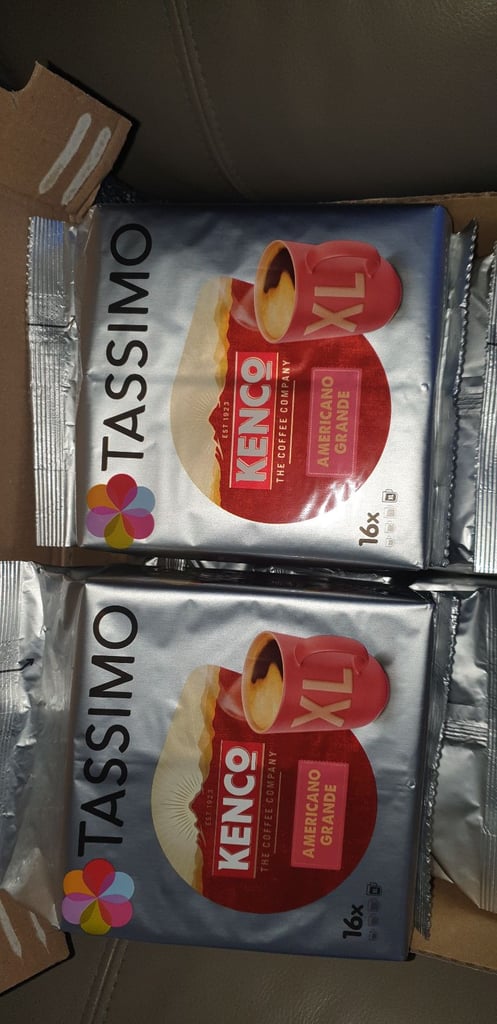 TASSIMO
XL
EST 1923
KENCO
THE COFFEE COMPANY
AMERICANO
GRANDE
16x
TASSIMO
XL
EST 1923
KENCO
THE COFFEE COMPANY
AMERICANO
GRANDE
16x